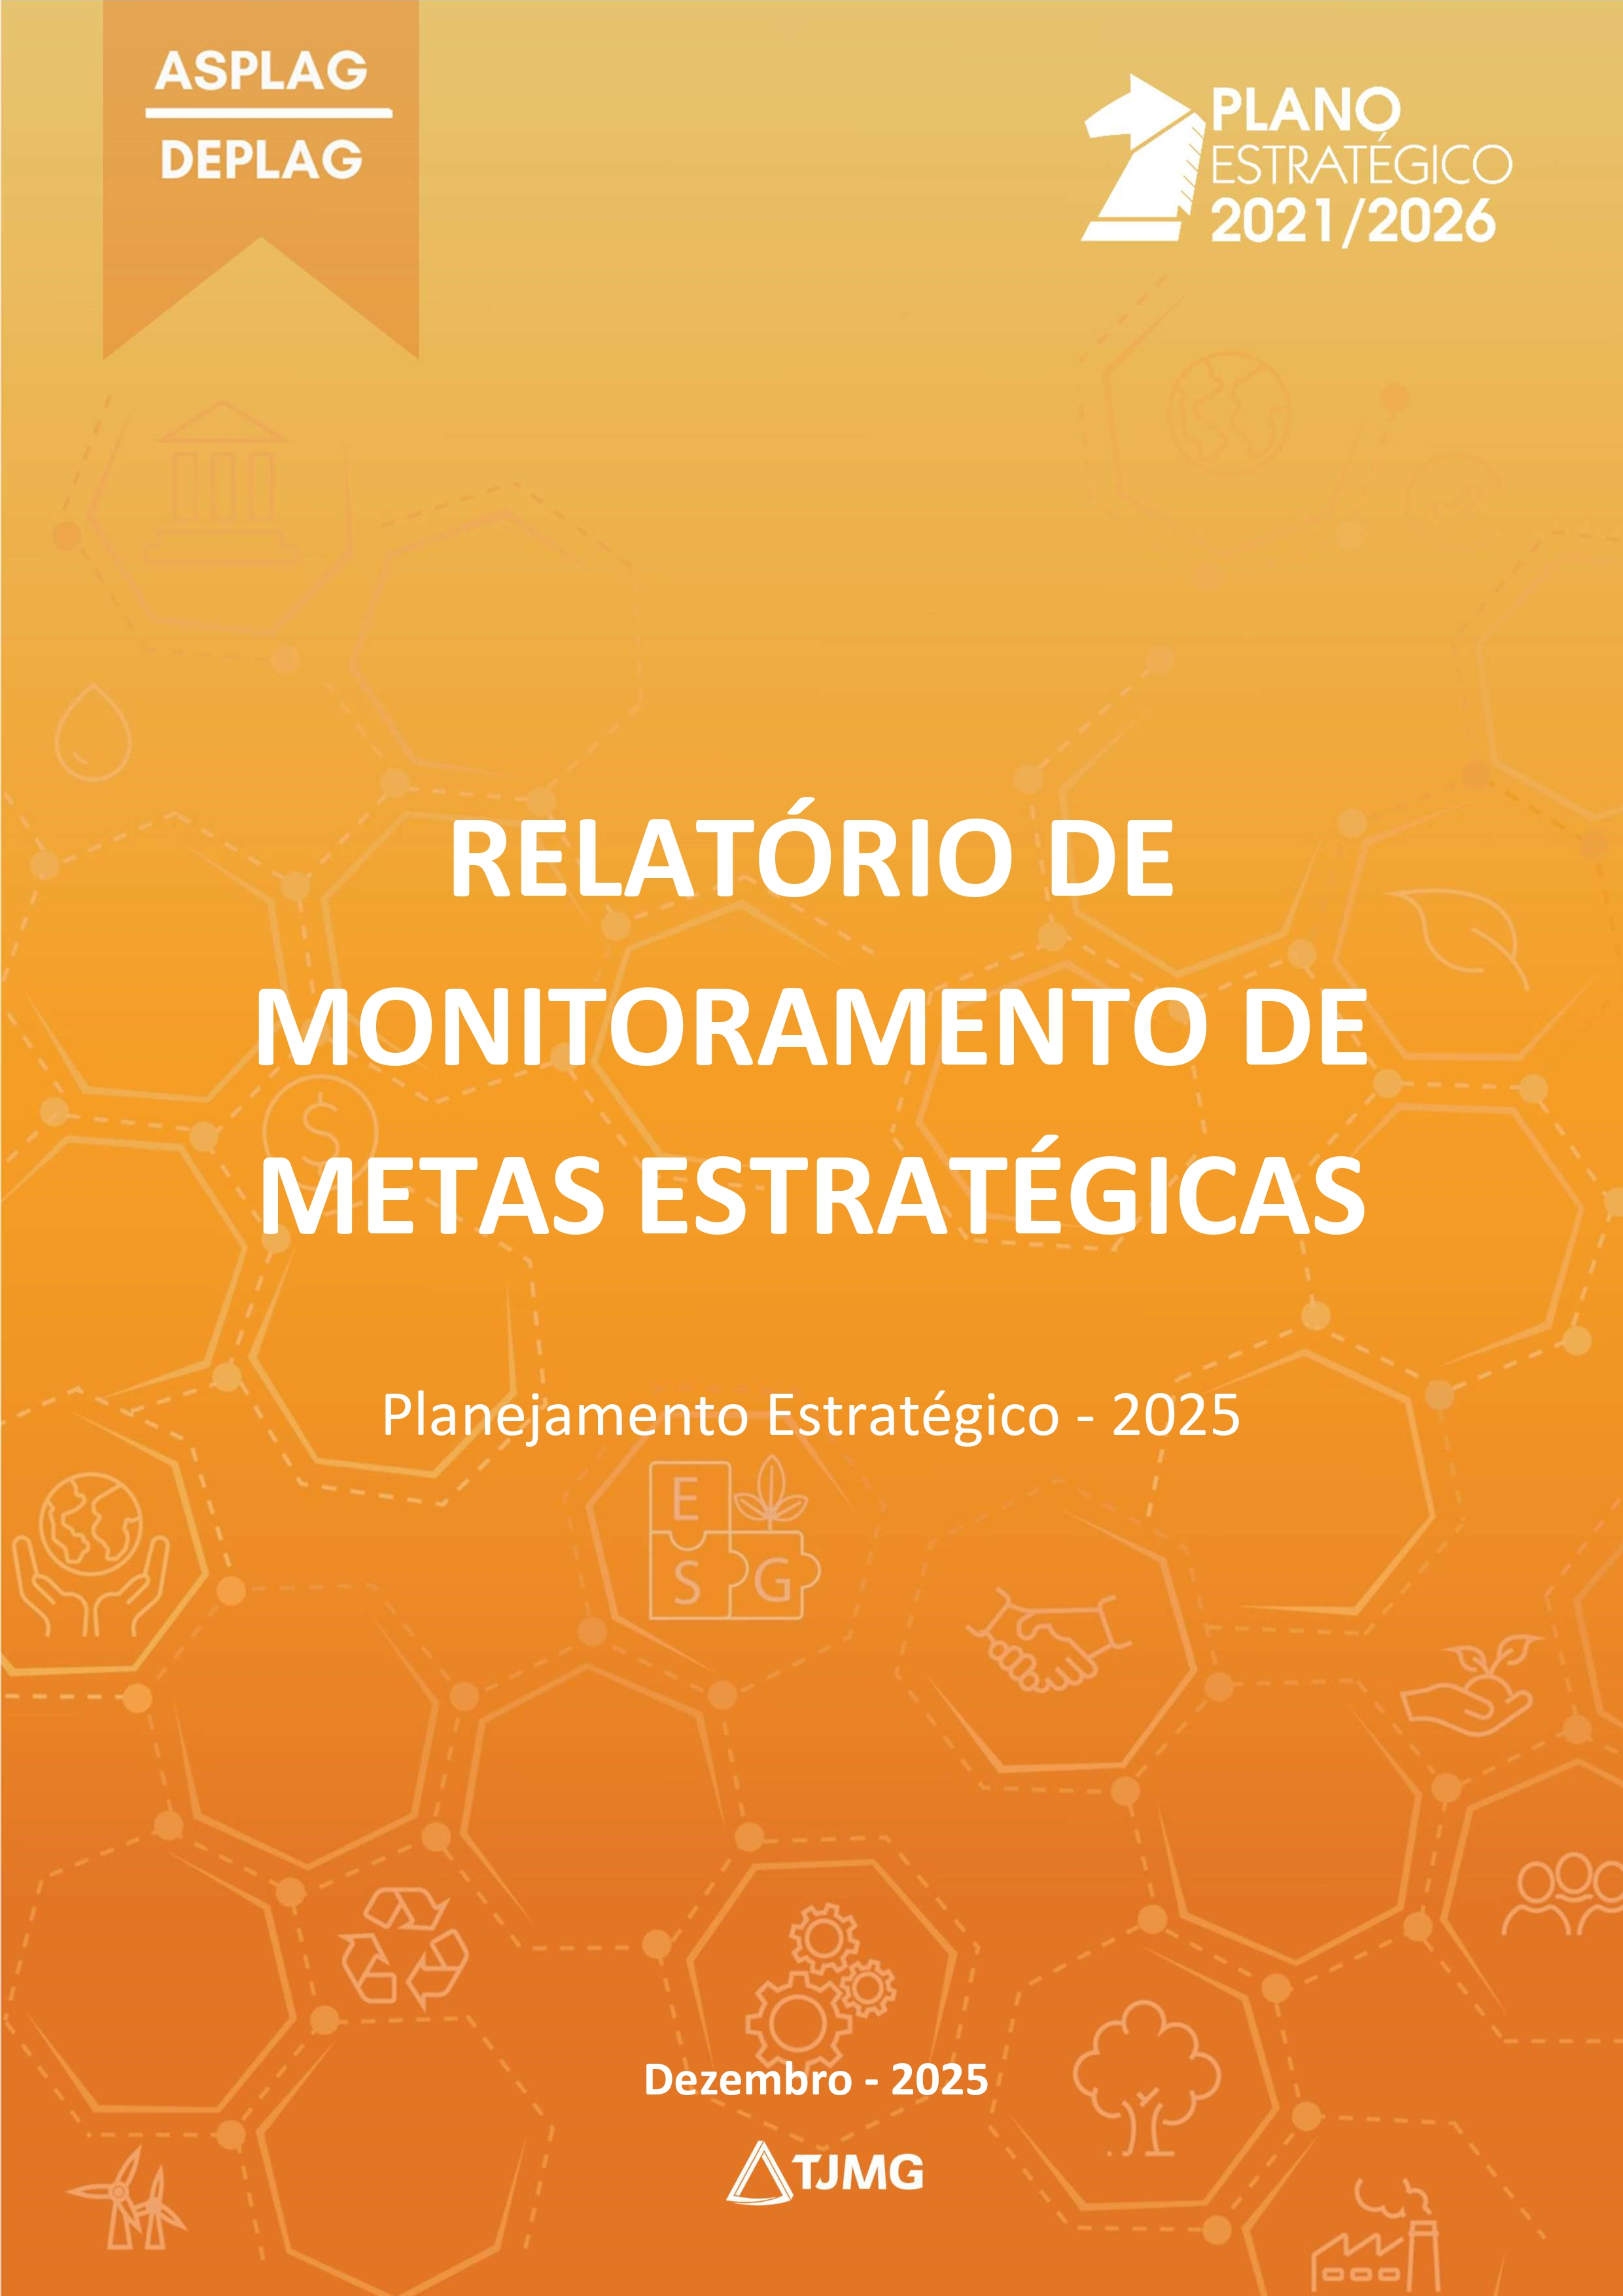 ASPLAG
DEPLAG
PLANO
ESTRATÉGICO
2021/2026
RELATÓRIO DE
MONITORAMENTO DE
METAS ESTRATÉGICAS
Planejamento Estratégico - 2025
E
S G
$
Dezembro - 2025
TJMG